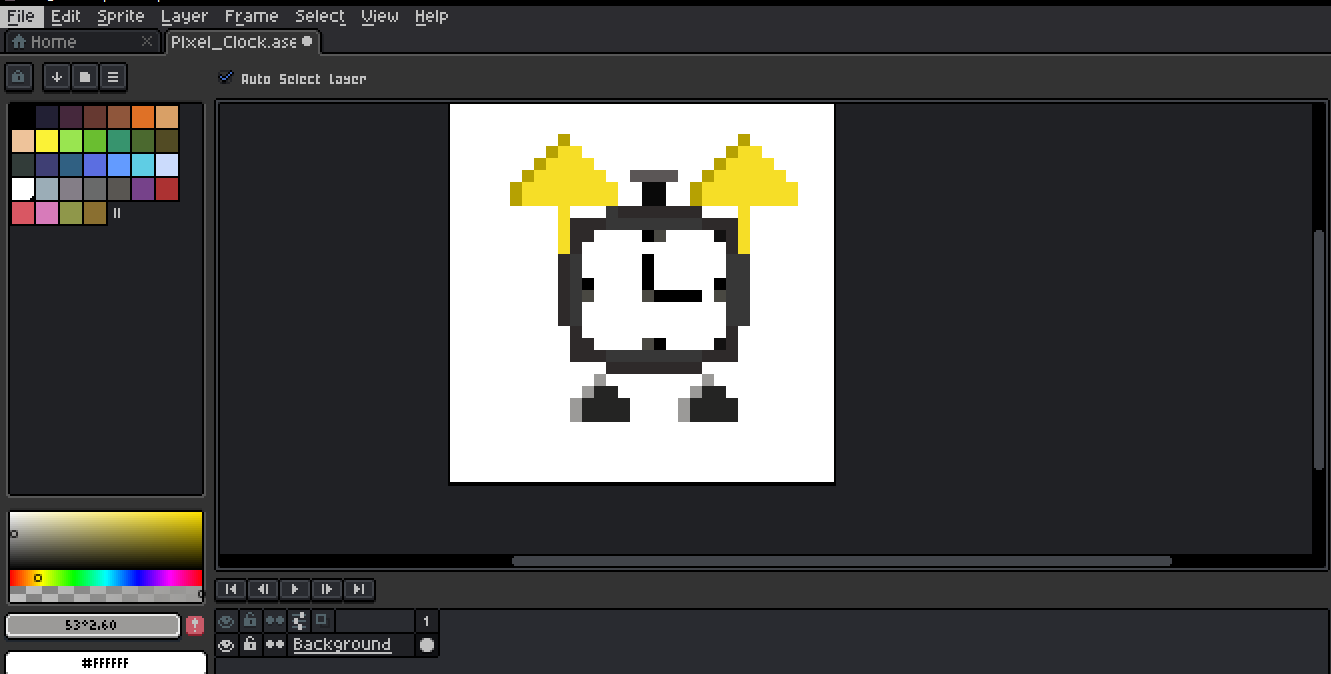 File Edit Sprite Layer Frame Select View Help
Home PIxel_Clock.ase
Auto Select Layer
1
53°2,60
Background
#FFFFFF